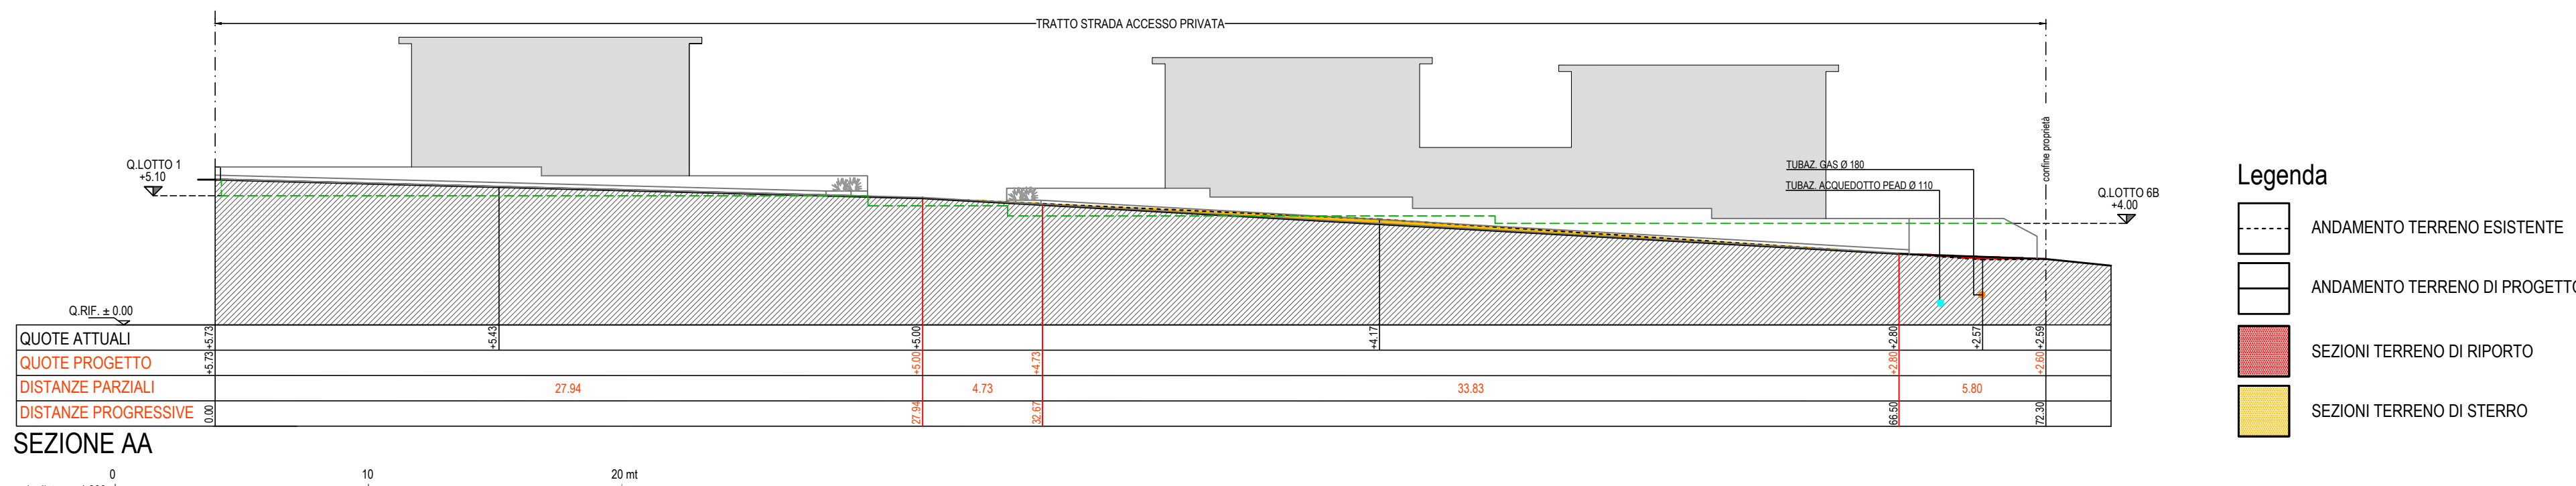 TRATTO STRADA ACCESSO PRIVATA
Q.LOTTO 1
+5.10
TUBAZ. GAS Ø 180
TUBAZ. ACQUEDOTTO PEAD Ø 110
confine proprietà
Q.LOTTO 6B
+4.00
Q.RIF. ± 0.00
QUOTE ATTUALI +5.73 +5.43 +5.00 +4.17 +2.80 +2.57 +2.59
QUOTE PROGETTO +5.73 +5.00 +4.73 +2.80 +2.60
DISTANZE PARZIALI 27.94 4.73 33.83 5.80
DISTANZE PROGRESSIVE 0.00 27.94 32.67 66.50 72.30
SEZIONE AA
0 10 20 mt
Legenda
ANDAMENTO TERRENO ESISTENTE
ANDAMENTO TERRENO DI PROGETTO
SEZIONI TERRENO DI RIPORTO
SEZIONI TERRENO DI STERRO